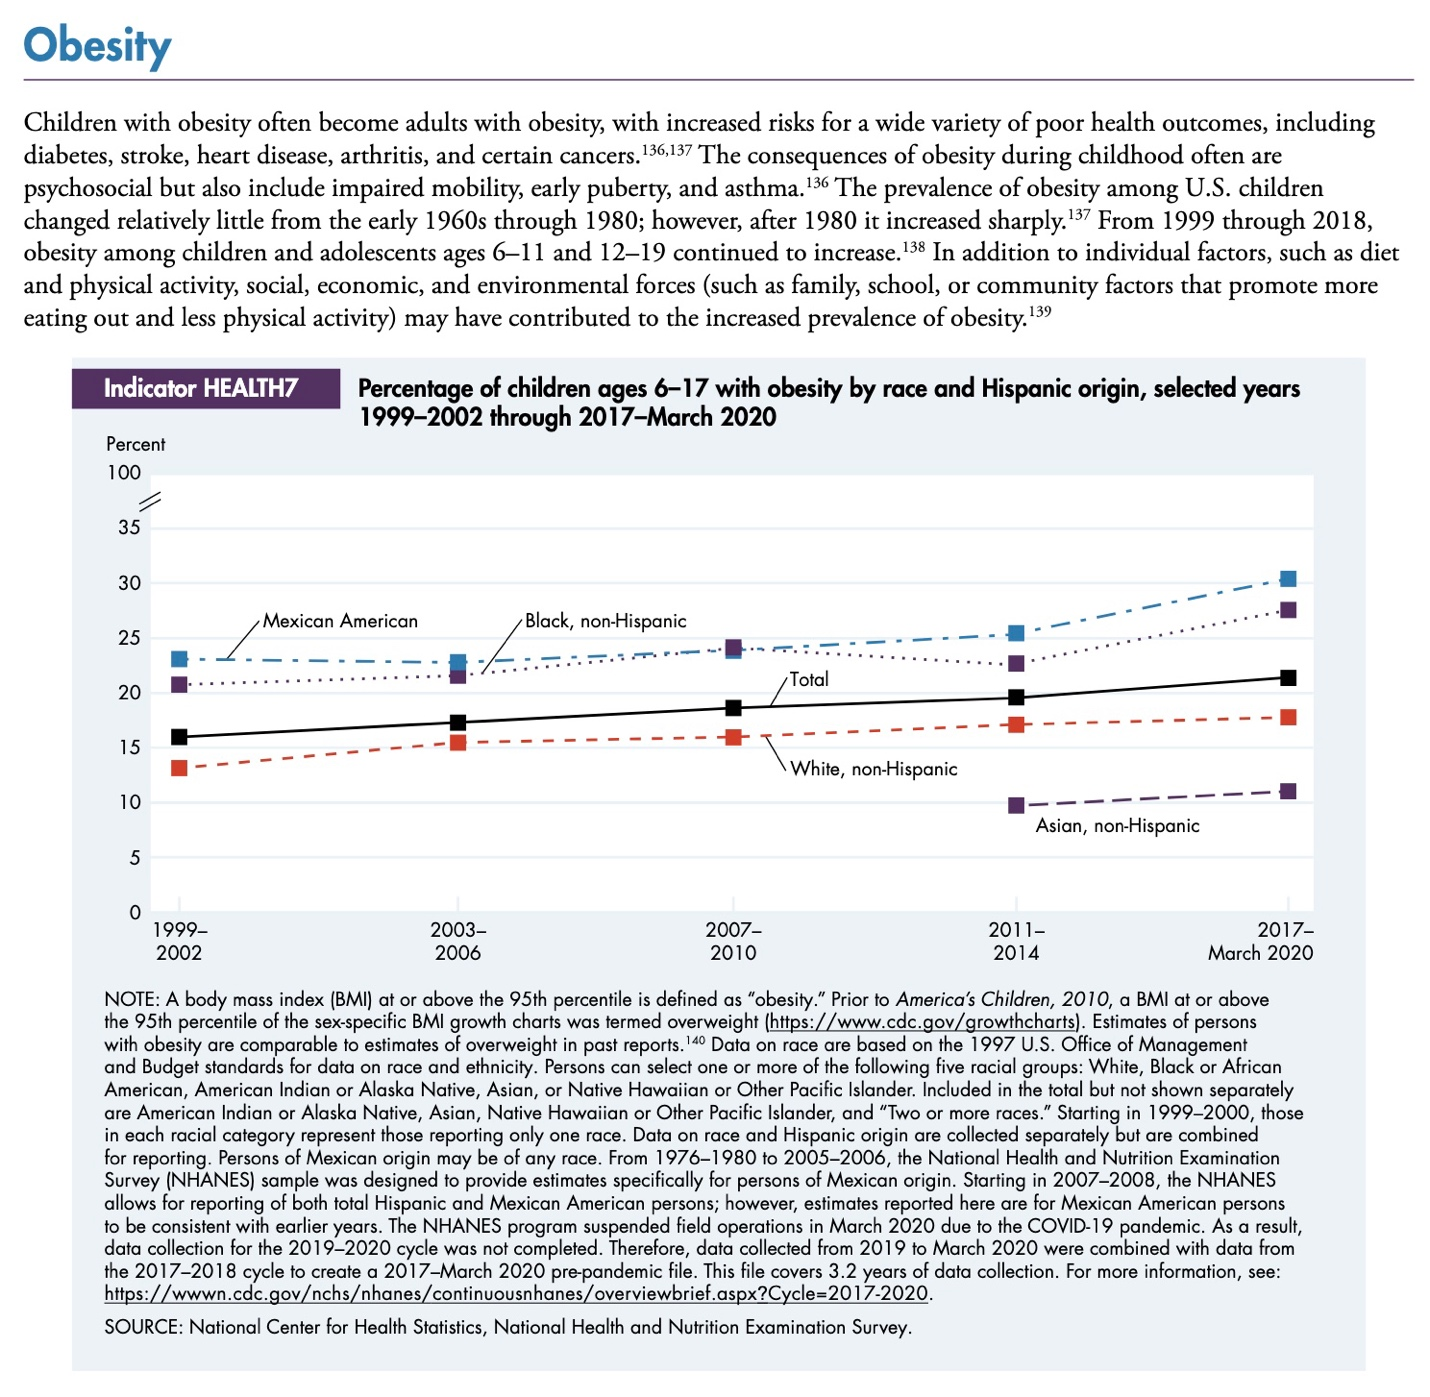 Obesity
Children with obesity often become adults with obesity, with increased risks for a wide variety of poor health outcomes, including
diabetes, stroke, heart disease, arthritis, and certain cancers.136,137 The consequences of obesity during childhood often are
psychosocial but also include impaired mobility, early puberty, and asthma.136 The prevalence of obesity among U.S. children
changed relatively little from the early 1960s through 1980; however, after 1980 it increased sharply.137 From 1999 through 2018,
obesity among children and adolescents ages 6–11 and 12–19 continued to increase.138 In addition to individual factors, such as diet
and physical activity, social, economic, and environmental forces (such as family, school, or community factors that promote more
eating out and less physical activity) may have contributed to the increased prevalence of obesity.139
Indicator HEALTH7
Percentage of children ages 6–17 with obesity by race and Hispanic origin, selected years
1999–2002 through 2017–March 2020
Percent
100
35
30
25
20
15
10
5
0
Mexican American
Black, non-Hispanic
Total
White, non-Hispanic
Asian, non-Hispanic
1999–
2002
2003–
2006
2007–
2010
2011–
2014
2017–
March 2020
NOTE: A body mass index (BMI) at or above the 95th percentile is defined as “obesity.” Prior to America’s Children, 2010, a BMI at or above
the 95th percentile of the sex-specific BMI growth charts was termed overweight (https://www.cdc.gov/growthcharts). Estimates of persons
with obesity are comparable to estimates of overweight in past reports.140 Data on race are based on the 1997 U.S. Office of Management
and Budget standards for data on race and ethnicity. Persons can select one or more of the following five racial groups: White, Black or African
American, American Indian or Alaska Native, Asian, or Native Hawaiian or Other Pacific Islander. Included in the total but not shown separately
are American Indian or Alaska Native, Asian, Native Hawaiian or Other Pacific Islander, and “Two or more races.” Starting in 1999–2000, those
in each racial category represent those reporting only one race. Data on race and Hispanic origin are collected separately but are combined
for reporting. Persons of Mexican origin may be of any race. From 1976–1980 to 2005–2006, the National Health and Nutrition Examination
Survey (NHANES) sample was designed to provide estimates specifically for persons of Mexican origin. Starting in 2007–2008, the NHANES
allows for reporting of both total Hispanic and Mexican American persons; however, estimates reported here are for Mexican American persons
to be consistent with earlier years. The NHANES program suspended field operations in March 2020 due to the COVID-19 pandemic. As a result,
data collection for the 2019–2020 cycle was not completed. Therefore, data collected from 2019 to March 2020 were combined with data from
the 2017–2018 cycle to create a 2017–March 2020 pre-pandemic file. This file covers 3.2 years of data collection. For more information, see:
https://wwwn.cdc.gov/nchs/nhanes/continuousnhanes/overviewbrief.aspx?Cycle=2017-2020.
SOURCE: National Center for Health Statistics, National Health and Nutrition Examination Survey.